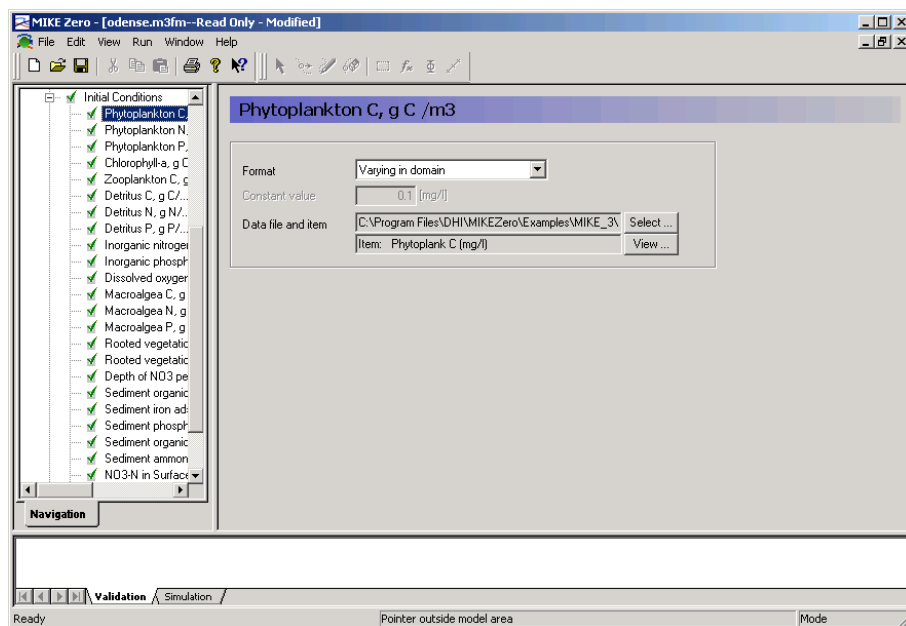 MIKE Zero - [odense.m3fm--Read Only - Modified]
File Edit View Run Window Help
Initial Conditions
Phytoplankton C,
Phytoplankton N,
Phytoplankton P,
Chlorophyll-a, g C
Zooplankton C, g
Detritus C, g C/...
Detritus N, g N/...
Detritus P, g P/...
Inorganic nitroger
Inorganic phosph
Dissolved oxyger
Macroalgea C, g
Macroalgea N, g
Macroalgea P, g
Rooted vegetatic
Rooted vegetatic
Depth of NO3 pe
Sediment organic
Sediment iron ad
Sediment phosph
Sediment organic
Sediment ammon
NO3-N in Surface
Navigation
Phytoplankton C, g C /m3
Format Varying in domain
Constant value 0.1 [mg/l]
Data file and item C:\Program Files\DHI\MIKEZero\Examples\MIKE_3\ Select ...
Item: Phytoplank C (mg/l) View ...
Validation Simulation
Ready Pointer outside model area Mode